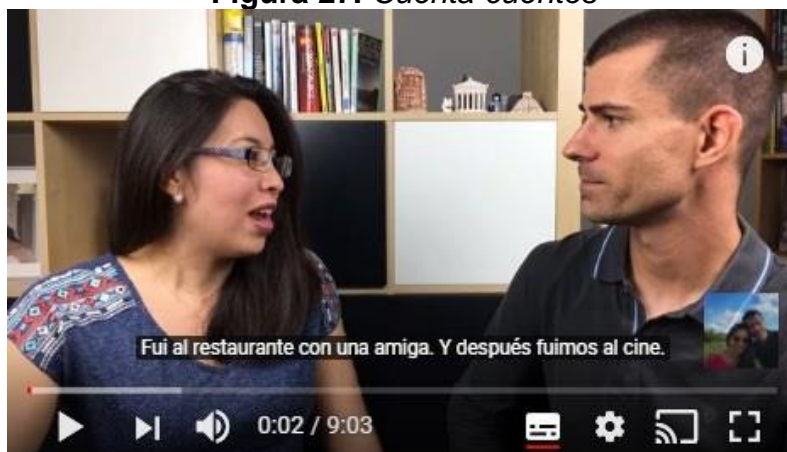 Figura 2.1 Cuenta-cuentos
i
Fui al restaurante con una amiga. Y después fuimos al cine.
0:02 / 9:03